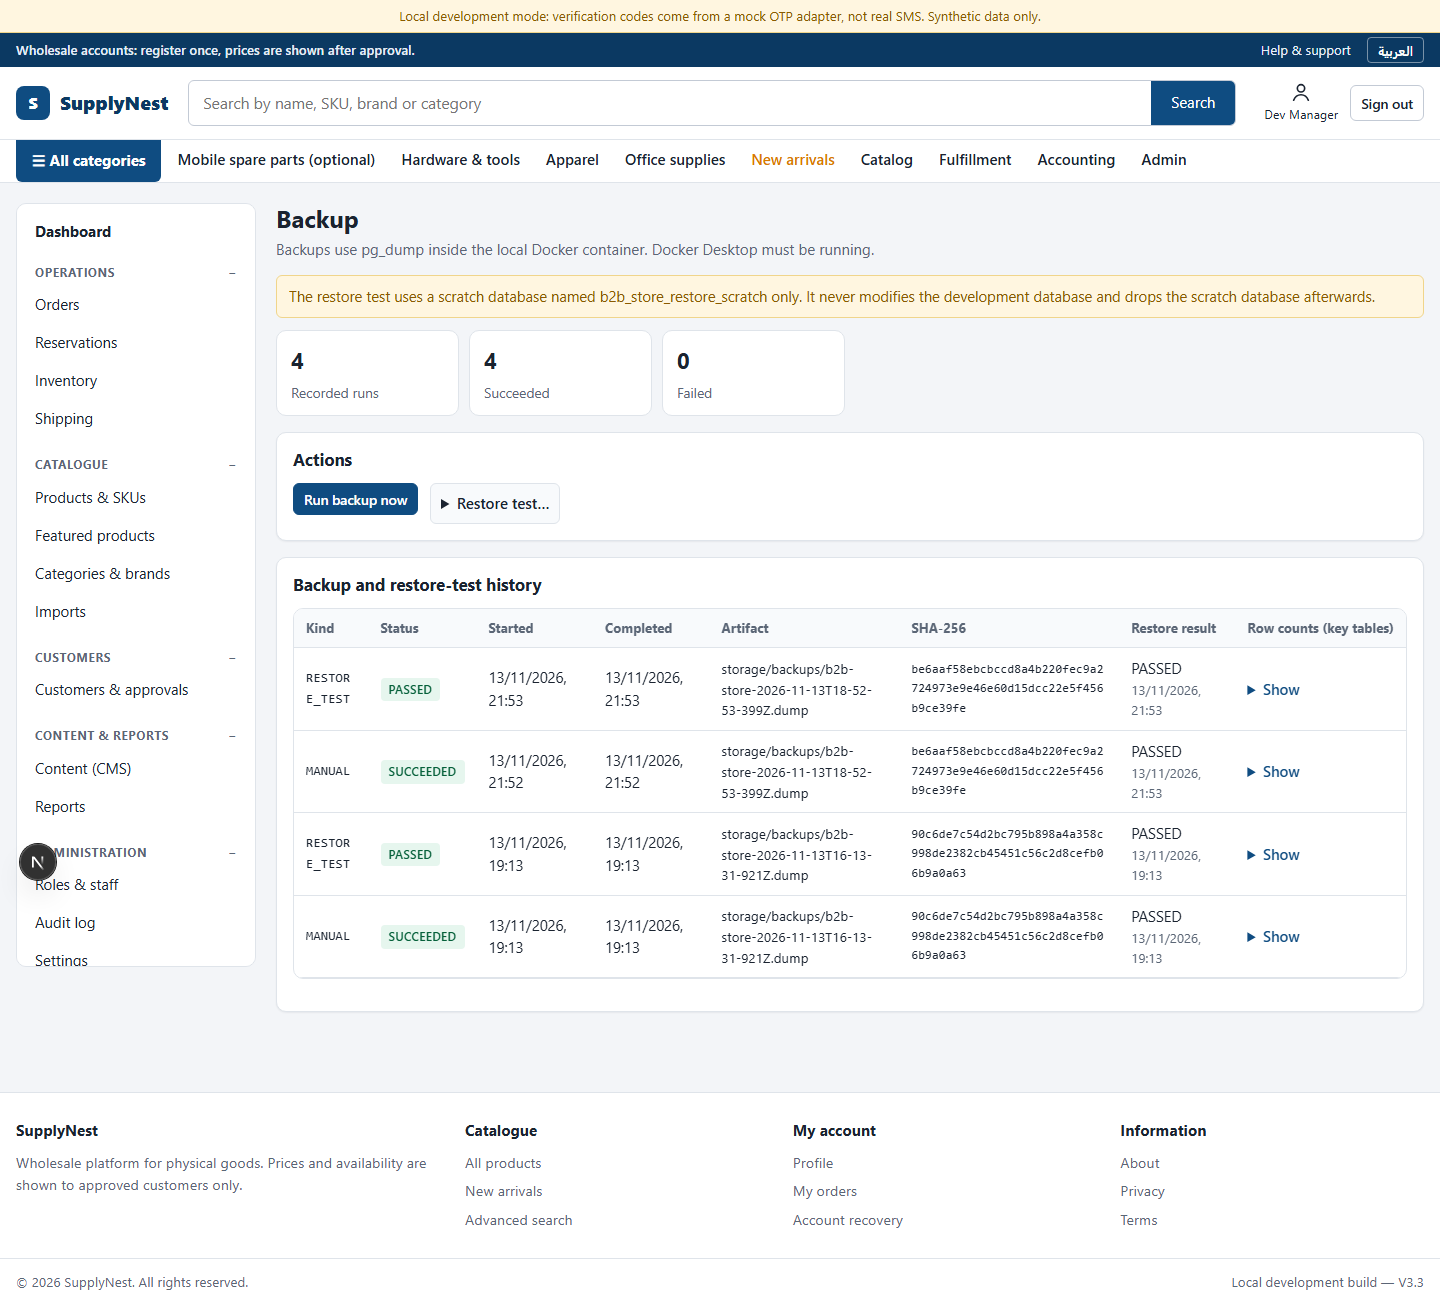 Local development mode: verification codes come from a mock OTP adapter, not real SMS. Synthetic data only.
Wholesale accounts: register once, prices are shown after approval.
Help & support
العربية
S
SupplyNest
Search by name, SKU, brand or category
Search
Dev Manager
Sign out
☰ All categories
Mobile spare parts (optional)
Hardware & tools
Apparel
Office supplies
New arrivals
Catalog
Fulfillment
Accounting
Admin
Dashboard
OPERATIONS –
Orders
Reservations
Inventory
Shipping
CATALOGUE –
Products & SKUs
Featured products
Categories & brands
Imports
CUSTOMERS –
Customers & approvals
CONTENT & REPORTS –
Content (CMS)
Reports
N
MINISTRATION –
Roles & staff
Audit log
Settings
Backup
Backups use pg_dump inside the local Docker container. Docker Desktop must be running.
The restore test uses a scratch database named b2b_store_restore_scratch only. It never modifies the development database and drops the scratch database afterwards.
4
Recorded runs
4
Succeeded
0
Failed
Actions
Run backup now
▶ Restore test...
Backup and restore-test history
Kind Status Started Completed Artifact SHA-256 Restore result Row counts (key tables)
RESTOR
E_TEST
PASSED
13/11/2026,
21:53
13/11/2026,
21:53
storage/backups/b2b-
store-2026-11-13T18-52-
53-399Z.dump
be6aaf58ebcbccd8a4b220fec9a2
724973e9e46e60d15dcc22e5f456
b9ce39fe
PASSED
13/11/2026,
21:53
▶ Show
MANUAL
SUCCEEDED
13/11/2026,
21:52
13/11/2026,
21:52
storage/backups/b2b-
store-2026-11-13T18-52-
53-399Z.dump
be6aaf58ebcbccd8a4b220fec9a2
724973e9e46e60d15dcc22e5f456
b9ce39fe
PASSED
13/11/2026,
21:53
▶ Show
RESTOR
E_TEST
PASSED
13/11/2026,
19:13
13/11/2026,
19:13
storage/backups/b2b-
store-2026-11-13T16-13-
31-921Z.dump
90c6de7c54d2bc795b898a4a358c
998de2382cb45451c56c2d8cefb0
6b9a0a63
PASSED
13/11/2026,
19:13
▶ Show
MANUAL
SUCCEEDED
13/11/2026,
19:13
13/11/2026,
19:13
storage/backups/b2b-
store-2026-11-13T16-13-
31-921Z.dump
90c6de7c54d2bc795b898a4a358c
998de2382cb45451c56c2d8cefb0
6b9a0a63
PASSED
13/11/2026,
19:13
▶ Show
SupplyNest
Wholesale platform for physical goods. Prices and availability are
shown to approved customers only.
Catalogue
All products
New arrivals
Advanced search
My account
Profile
My orders
Account recovery
Information
About
Privacy
Terms
© 2026 SupplyNest. All rights reserved.
Local development build — V3.3